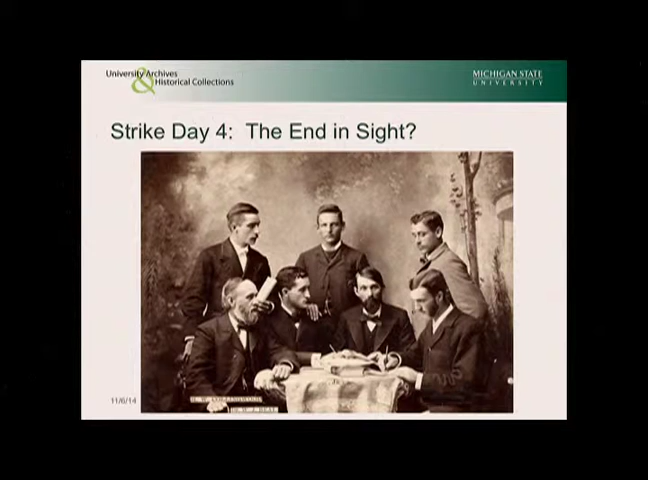 University Archives
& Historical Collections
MICHIGAN STATE
UNIVERSITY
Strike Day 4: The End in Sight?
11/6/14